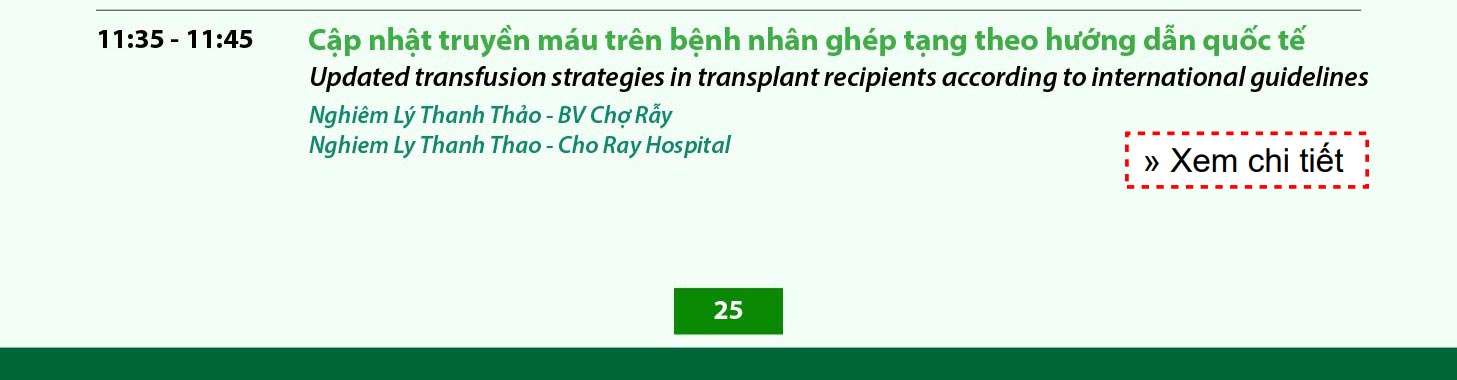 11:35 - 11:45 Cập nhật truyền máu trên bệnh nhân ghép tạng theo hướng dẫn quốc tế
Updated transfusion strategies in transplant recipients according to international guidelines
Nghiêm Lý Thanh Thảo - BV Chợ Rẫy
Nghiem Ly Thanh Thao - Cho Ray Hospital
» Xem chi tiết
25